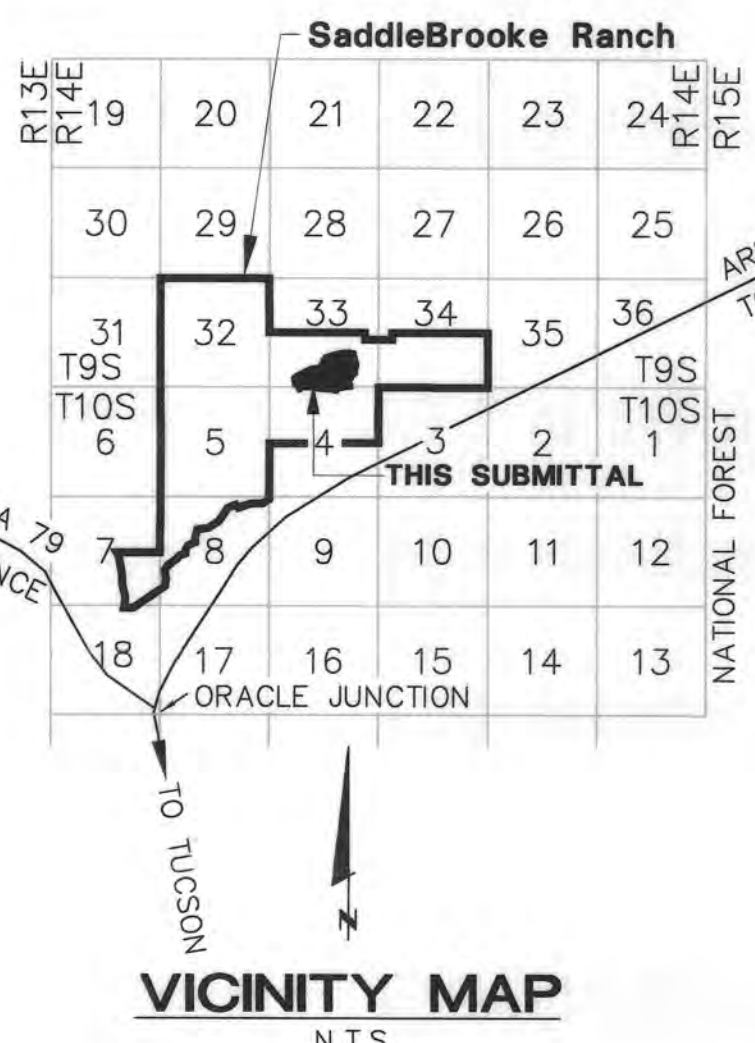 SaddleBrooke Ranch
R13E
R14E
19 20 21 22 23 24
R14E
R15E
30 29 28 27 26 25
31 32 33 34 35 36
T9S
T9S
T10S
T10S
6 5 4 3 2 1
THIS SUBMITTAL
79
7 8 9 10 11 12
NATIONAL FOREST
18 17 16 15 14 13
ORACLE JUNCTION
TO TUCSON
N
VICINITY MAP
N.T.S.